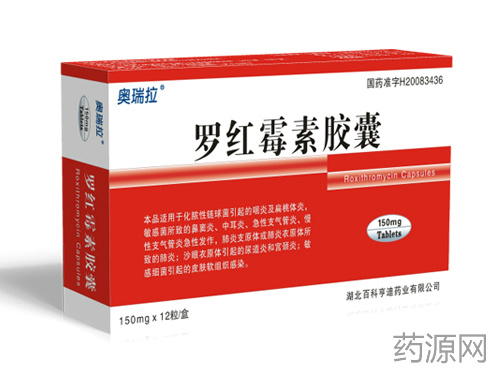 奥瑞拉®
国药准字H20083436
罗红霉素胶囊
Roxithromycin Capsules
本品适用于化脓性链球菌引起的咽炎及扁桃体炎,
敏感菌所致的鼻窦炎、中耳炎、急性支气管炎、慢
性支气管炎急性发作,肺炎支原体或肺炎衣原体所
致的肺炎;沙眼衣原体引起的尿道炎和宫颈炎;敏
感细菌引起的皮肤软组织感染。
150mg
Tablets
150mg x 12粒/盒
湖北百科亨迪药业有限公司
奥瑞拉®
150mg
Tablets
罗红霉素胶囊
Roxithromycin Capsules
药源网